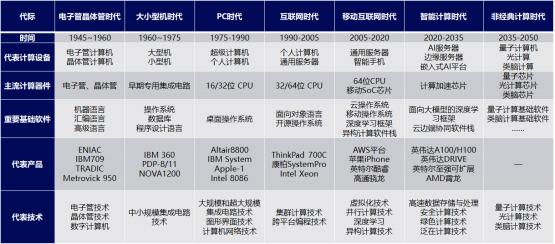 代际 电子管晶体管时代 大小型机时代 PC时代 互联网时代 移动互联网时代 智能计算时代 非经典计算时代
时间 1945~1960 1960~1975 1975-1990 1990-2005 2005-2020 2020-2035 2035-2050
代表计算设备
电子管计算机
晶体管计算机
大型机
小型机
超级计算机
个人计算机
个人计算机
通用服务器
通用服务器
智能手机
AI服务器
边缘服务器
嵌入式AI平台
量子计算机
光计算机
类脑计算机
主流计算器件
电子管、晶体管
早期专用集成电路
16/32位 CPU
32/64位 CPU
64位CPU
移动SoC芯片
计算加速芯片
量子芯片
光计算芯片
类脑芯片
重要基础软件
机器语言
汇编语言
高级语言
操作系统
数据库
程序设计语言
桌面操作系统
面向对象语言
开源操作系统
云操作系统
移动操作系统
深度学习框架
异构计算软件栈
面向大模型的深度学
习框架
云边端协同软件栈
量子计算基础软件
类脑计算基础软件
……
代表产品
ENIAC
IBM709
TRADIC
Metrovick 950
IBM 360
PDP-8/11
NOVA1200
Altair8800
IBM System
Apple-1
Intel 8086
ThinkPad 700C
康柏SystemPro
Intel Xeon
AWS平台
苹果iPhone
英特尔酷睿
高通骁龙
英伟达A100/H100
英伟达DRIVE
英特尔至强可扩展
AMD霄龙
—
代表技术
电子管技术
晶体管技术
数字计算机
中小规模集成电路技
术
大规模和超大规模
集成电路技术
图形界面技术
计算机网络技术
集群计算技术
跨平台编程技术
虚拟化技术
并行计算技术
深度学习
异构计算技术
高速数据存储与处理
安全计算技术
绿色计算技术
泛在计算技术
量子计算技术
光计算技术
类脑计算技术